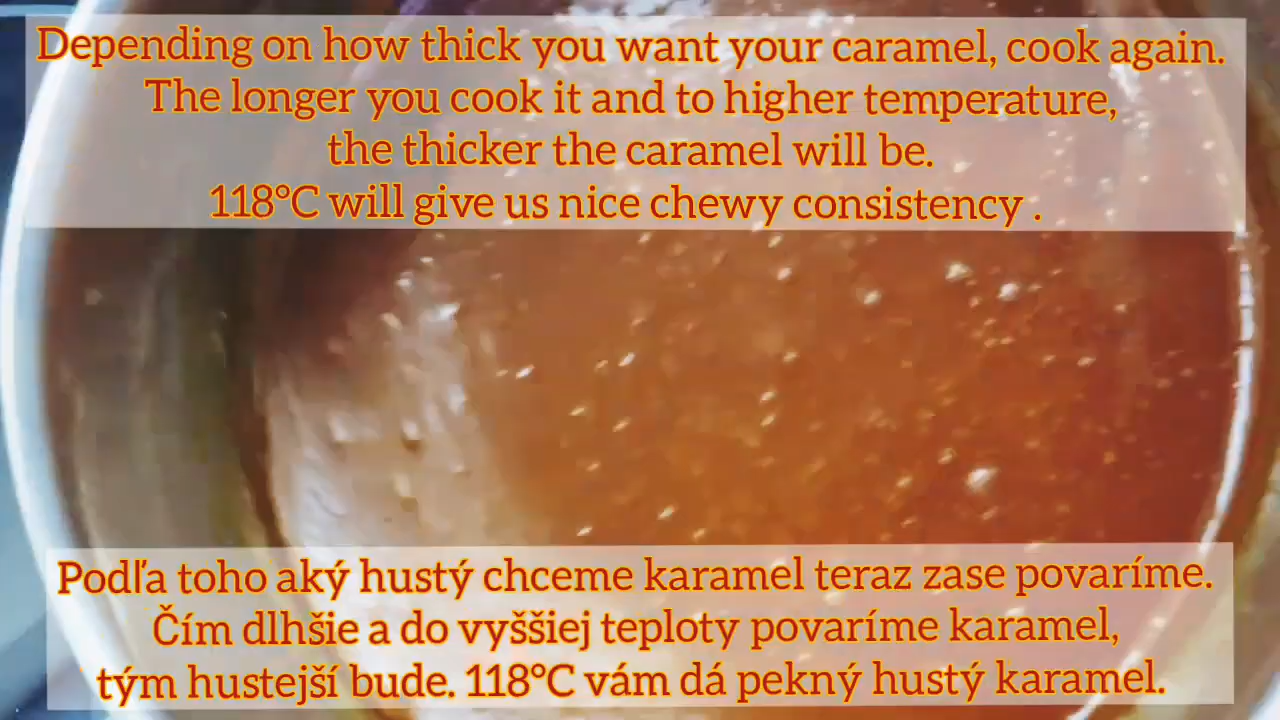 Depending on how thick you want your caramel, cook again.
The longer you cook it and to higher temperature,
the thicker the caramel will be.
118°C will give us nice chewy consistency .
Podľa toho aký hustý chceme karamel teraz zase povaríme.
Čím dlhšie a do vyššiej teploty povaríme karamel,
tým hustejší bude. 118°C vám dá pekný hustý karamel.